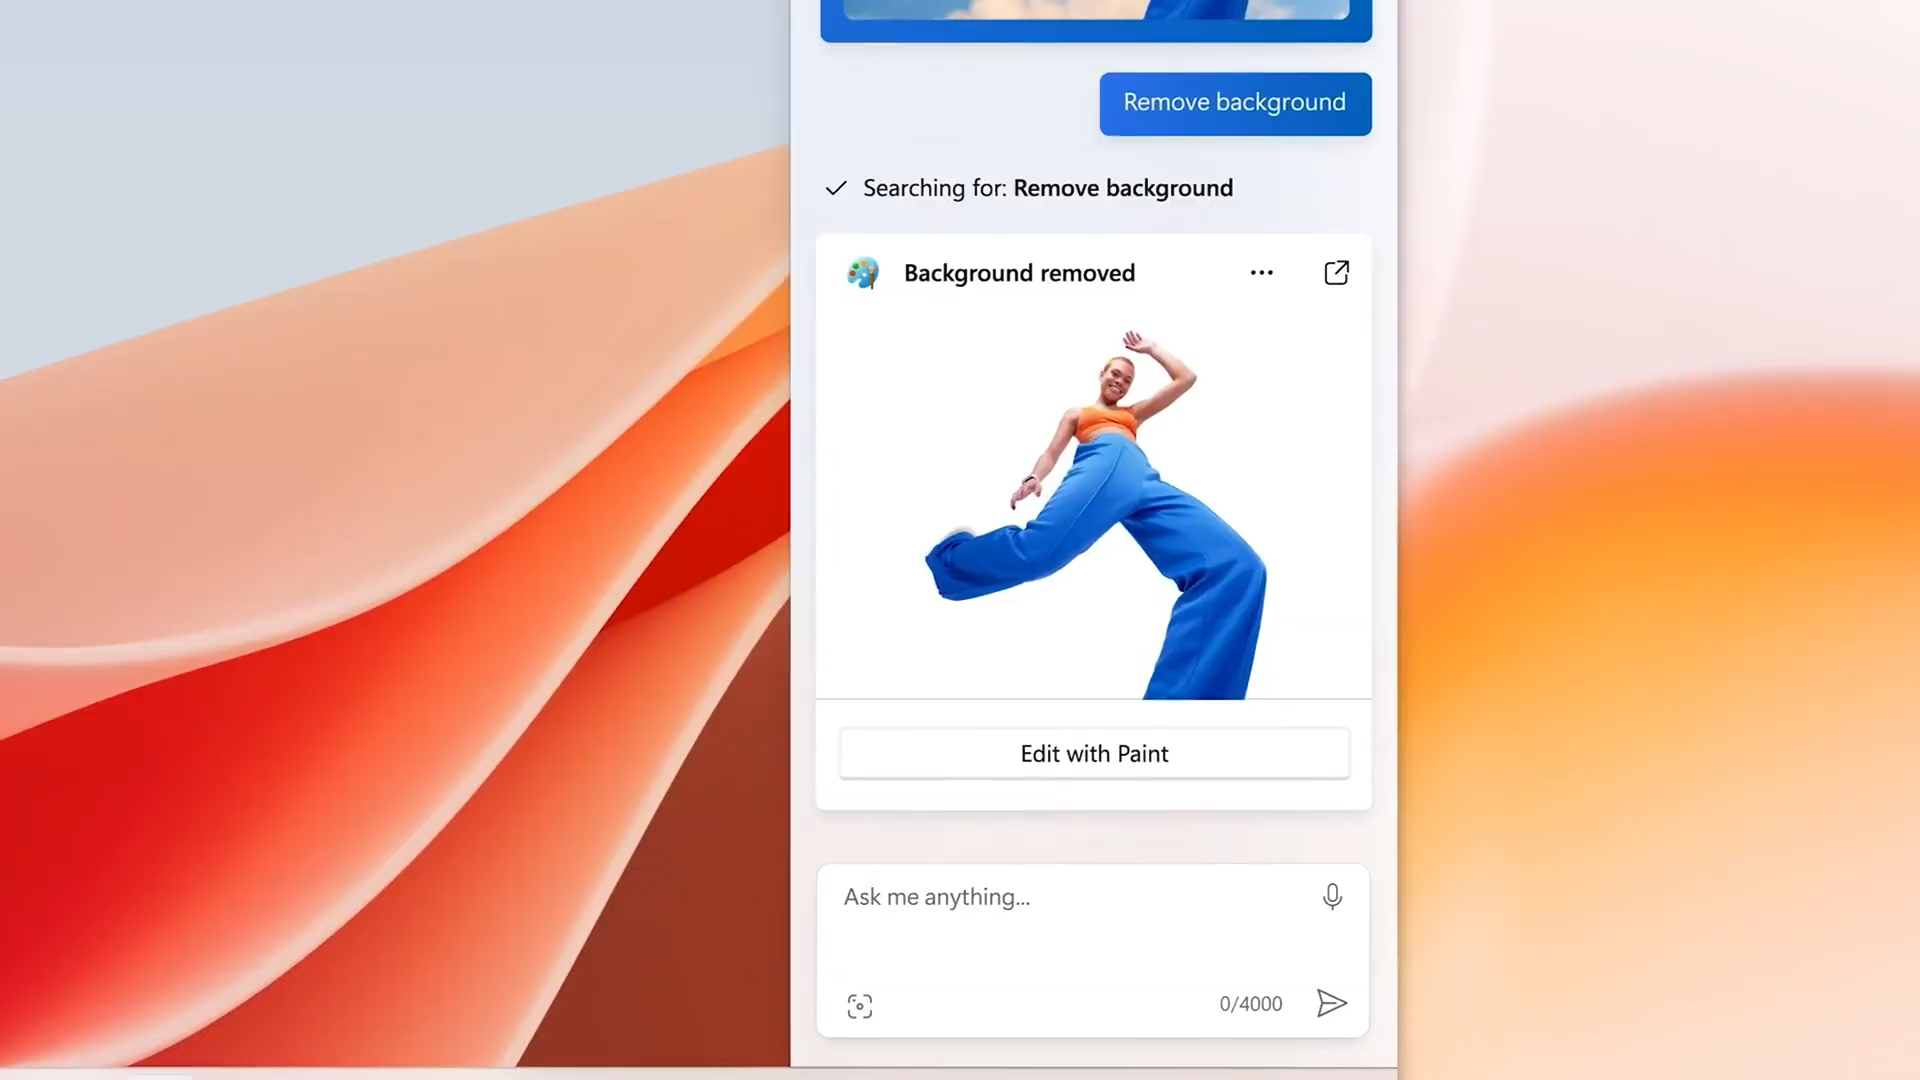 Remove background
Searching for: Remove background
Background removed
Edit with Paint
Ask me anything...
0/4000